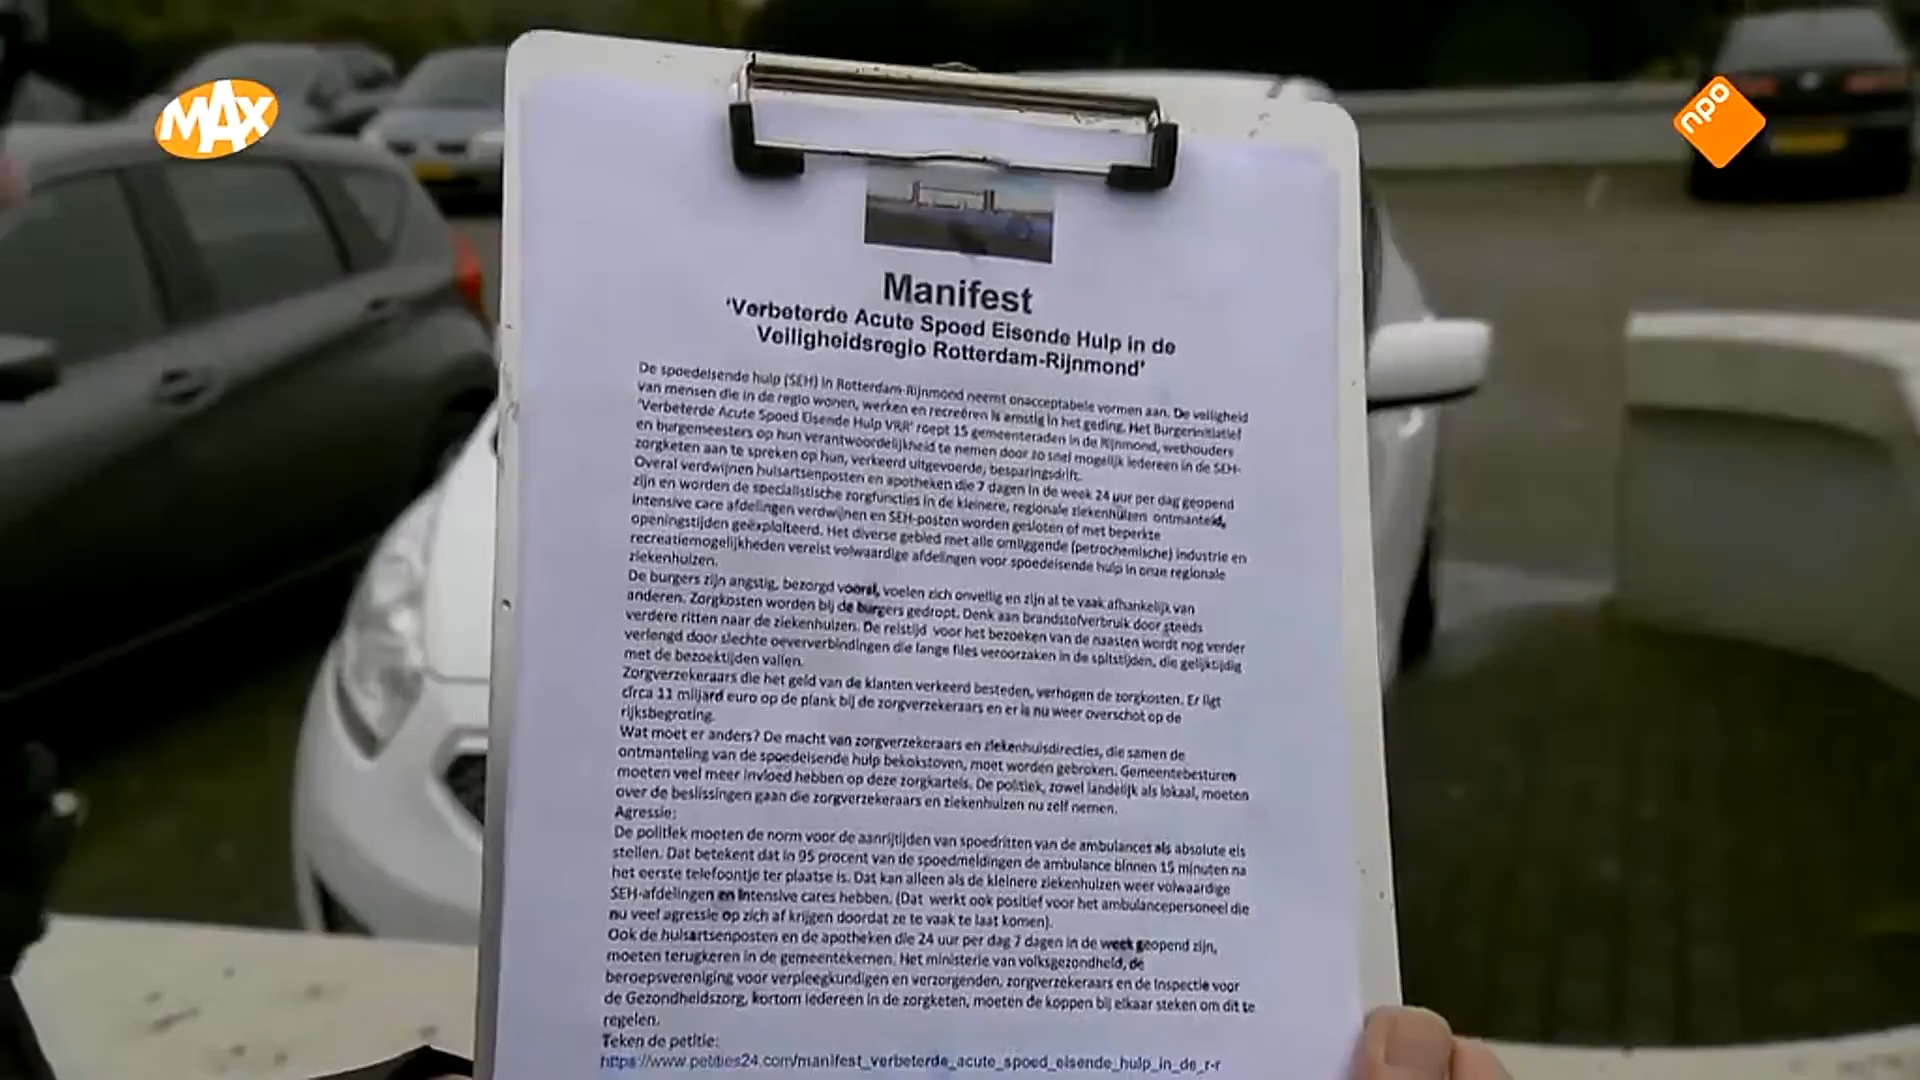 MAX
npo
Manifest
'Verbeterde Acute Spoed Eisende Hulp in de
Veiligheidsregio Rotterdam-Rijnmond'
De spoedeisende hulp (SEH) in Rotterdam-Rijnmond neemt onacceptabele vormen aan. De veiligheid
van mensen die in de regio wonen, werken en recreëren is ernstig in het geding. Het Burgerinitiatief
'Verbeterde Acute Spoed Eisende Hulp VRR' roept 15 gemeenteraden in de Rijnmond, wethouders
en burgemeesters op hun verantwoordelijkheid te nemen door zo snel mogelijk iedereen in de SEH-
zorgketen aan te spreken op hun, verkeerd uitgevoerde, besparingsdrift.
Overal verdwijnen huisartsenposten en apotheken die 7 dagen in de week 24 uur per dag geopend
zijn en worden de specialistische zorgfuncties in de kleinere, regionale ziekenhuizen ontmanteld,
Intensive care afdelingen verdwijnen en SEH-posten worden gesloten of met beperkte
openingstijden geëxploiteerd. Het diverse gebied met alle omliggende (petrochemische) industrie en
recreatiemogelijkheden vereist volwaardige afdelingen voor spoedeisende hulp in onze regionale
ziekenhuizen.
De burgers zijn angstig, bezorgd vooral, voelen zich onveilig en zijn al te vaak afhankelijk van
anderen. Zorgkosten worden bij de burgers gedropt. Denk aan brandstofverbruik door steeds
verdere ritten naar de ziekenhuizen. De reistijd voor het bezoeken van de naasten wordt nog verder
verlengd door slechte oeververbindingen die lange files veroorzaken in de spitstijden, die gelijktijdig
met de bezoektijden vallen.
Zorgverzekeraars die het geld van de klanten verkeerd besteden, verhogen de zorgkosten. Er ligt
circa 11 miljard euro op de plank bij de zorgverzekeraars en er is nu weer overschot op de
rijksbegroting.
Wat moet er anders? De macht van zorgverzekeraars en ziekenhuisdirecties, die samen de
ontmanteling van de spoedeisende hulp bekokstoven, moet worden gebroken. Gemeentebesturen
moeten veel meer invloed hebben op deze zorgkartels. De politiek, zowel landelijk als lokaal, moeten
over de beslissingen gaan die zorgverzekeraars en ziekenhuizen nu zelf nemen.
Agressie:
De politiek moeten de norm voor de aanrijtijden van spoedritten van de ambulances als absolute eis
stellen. Dat betekent dat in 95 procent van de spoedmeldingen de ambulance binnen 15 minuten na
het eerste telefoontje ter plaatse is. Dat kan alleen als de kleinere ziekenhuizen weer volwaardige
SEH-afdelingen en Intensive cares hebben. (Dat werkt ook positief voor het ambulancepersoneel die
nu veel agressie op zich af krijgen doordat ze te vaak te laat komen).
Ook de huisartsenposten en de apotheken die 24 uur per dag 7 dagen in de week geopend zijn,
moeten terugkeren in de gemeentekernen. Het ministerie van volksgezondheid, de
beroepsvereniging voor verpleegkundigen en verzorgenden, zorgverzekeraars en de Inspectie voor
de Gezondheidszorg, kortom iedereen in de zorgketen, moeten de koppen bij elkaar steken om dit te
regelen.
Teken de petitie:
https://www.petities24.com/manifest_verbeterde_acute_spoed_eisende_hulp_in_de_r-r